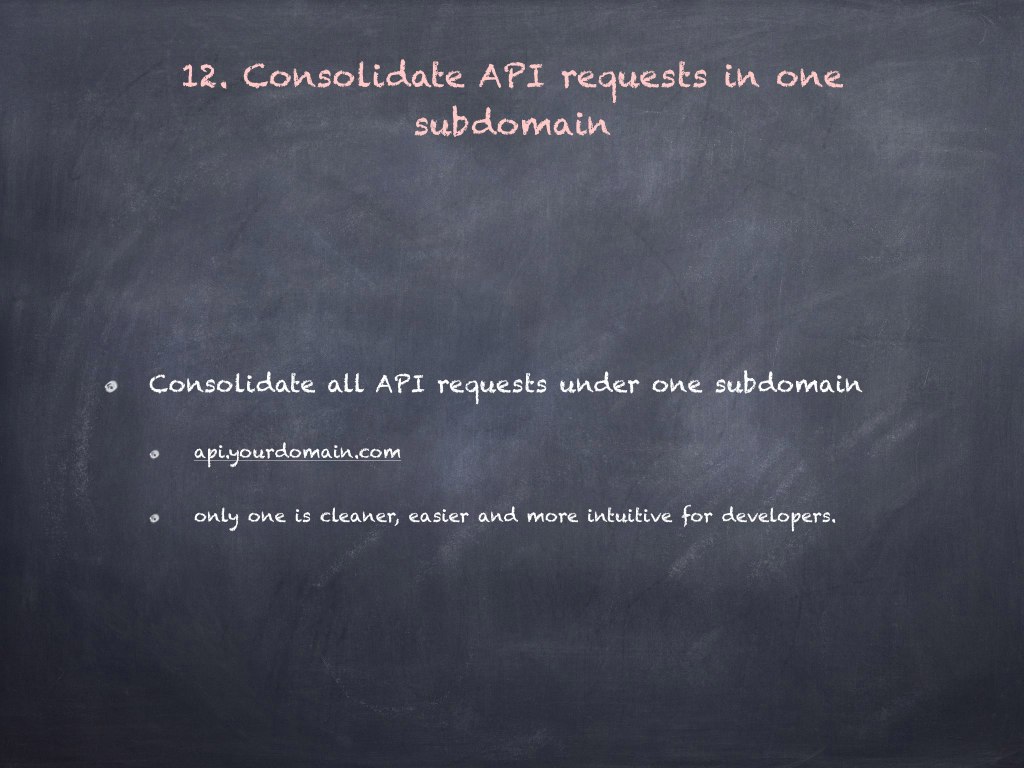 12. Consolidate API requests in one
subdomain
Consolidate all API requests under one subdomain
api.yourdomain.com
only one is cleaner, easier and more intuitive for developers.